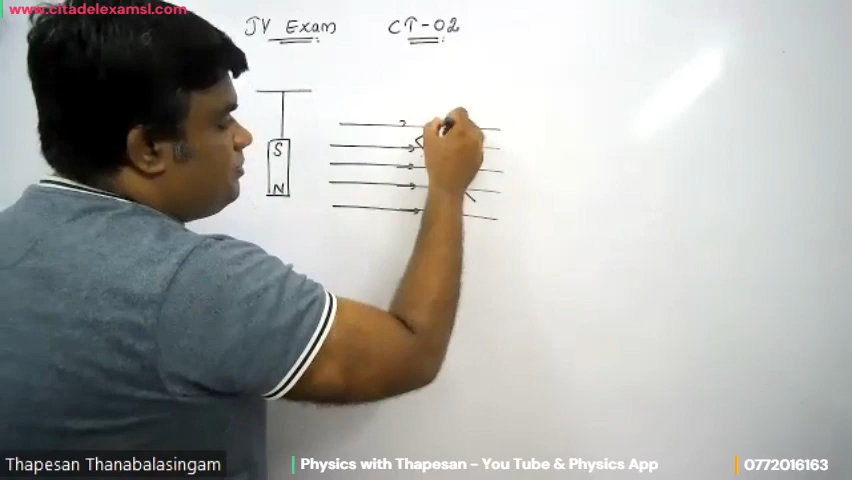 www.citadelexamsl.com
JV Exam CT-02
S
N
Thapesan Thanabalasingam
Physics with Thapesan - You Tube & Physics App
0772016163